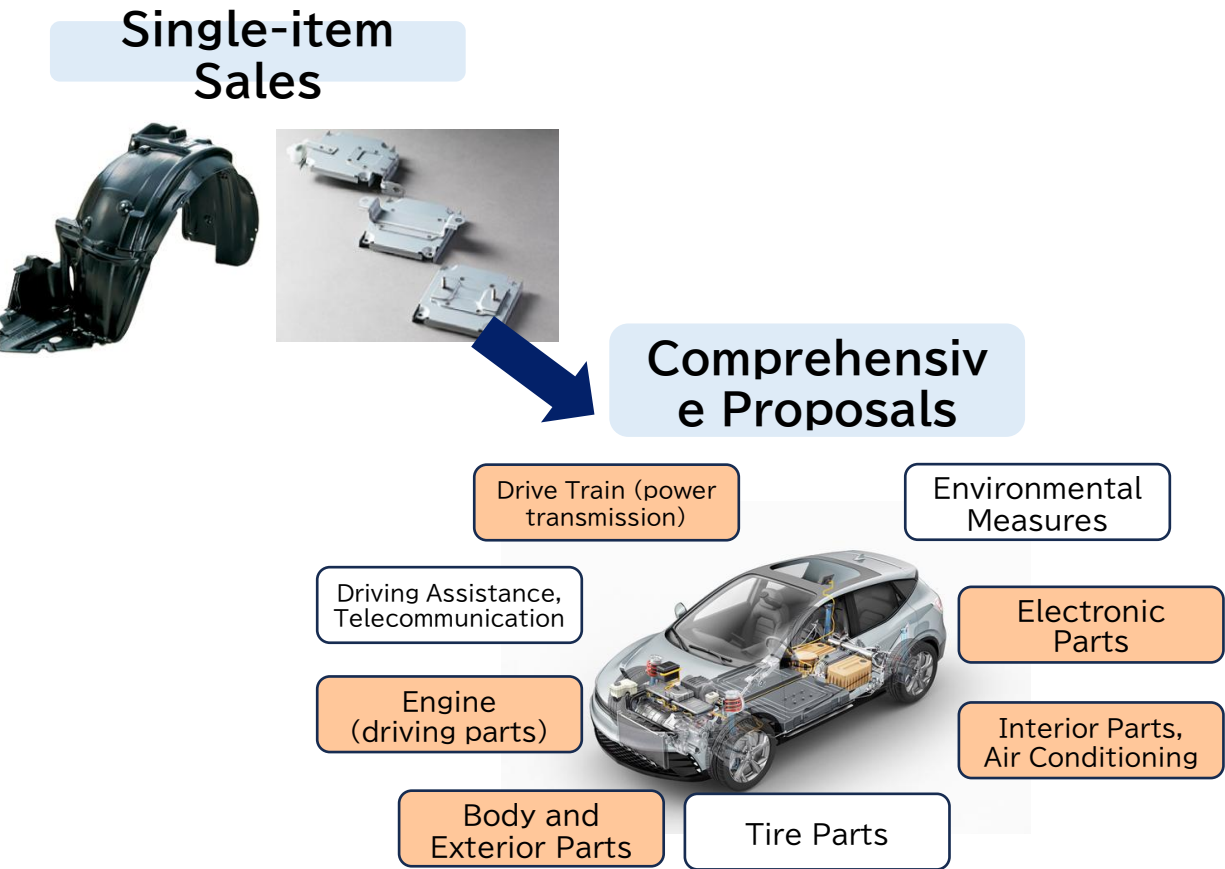 Single-item
Sales
Comprehensiv
e Proposals
Drive Train (power
transmission)
Environmental
Measures
Driving Assistance,
Telecommunication
Electronic
Parts
Engine
(driving parts)
Interior Parts,
Air Conditioning
Body and
Exterior Parts
Tire Parts